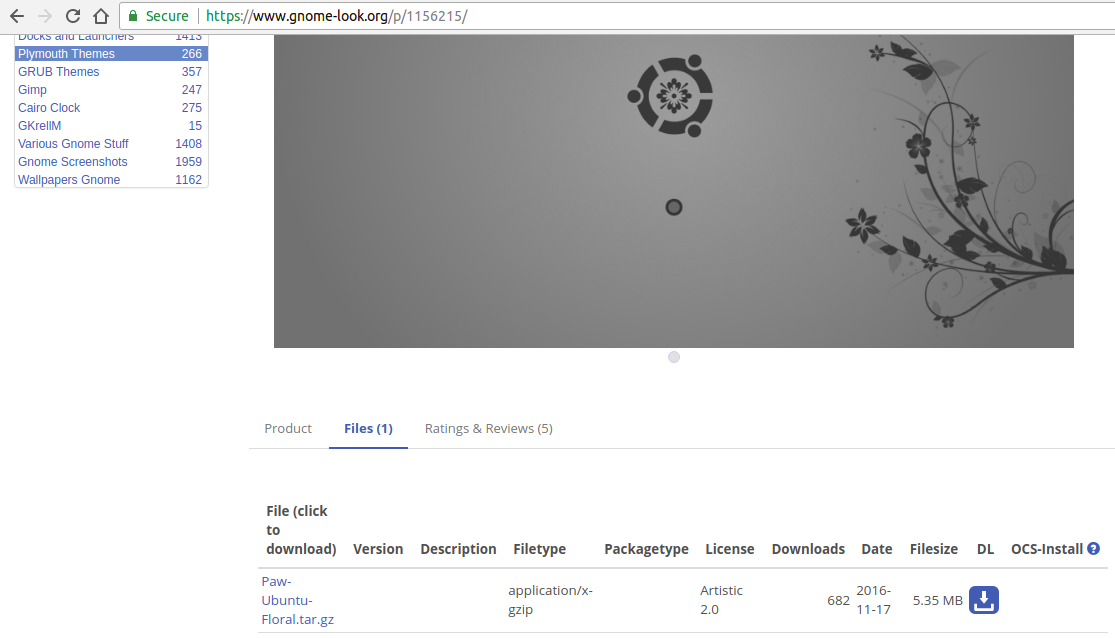 Secure https://www.gnome-look.org/p/1156215/
Docks and Launchers 1413
Plymouth Themes 266
GRUB Themes 357
Gimp 247
Cairo Clock 275
GKrellM 15
Various Gnome Stuff 1408
Gnome Screenshots 1959
Wallpapers Gnome 1162
Product Files (1) Ratings & Reviews (5)
File (click
to
download) Version Description Filetype Packagetype License Downloads Date Filesize DL OCS-Install ?
Paw-
Ubuntu-
Floral.tar.gz
application/x-
gzip
Artistic
2.0
682
2016-
11-17
5.35 MB